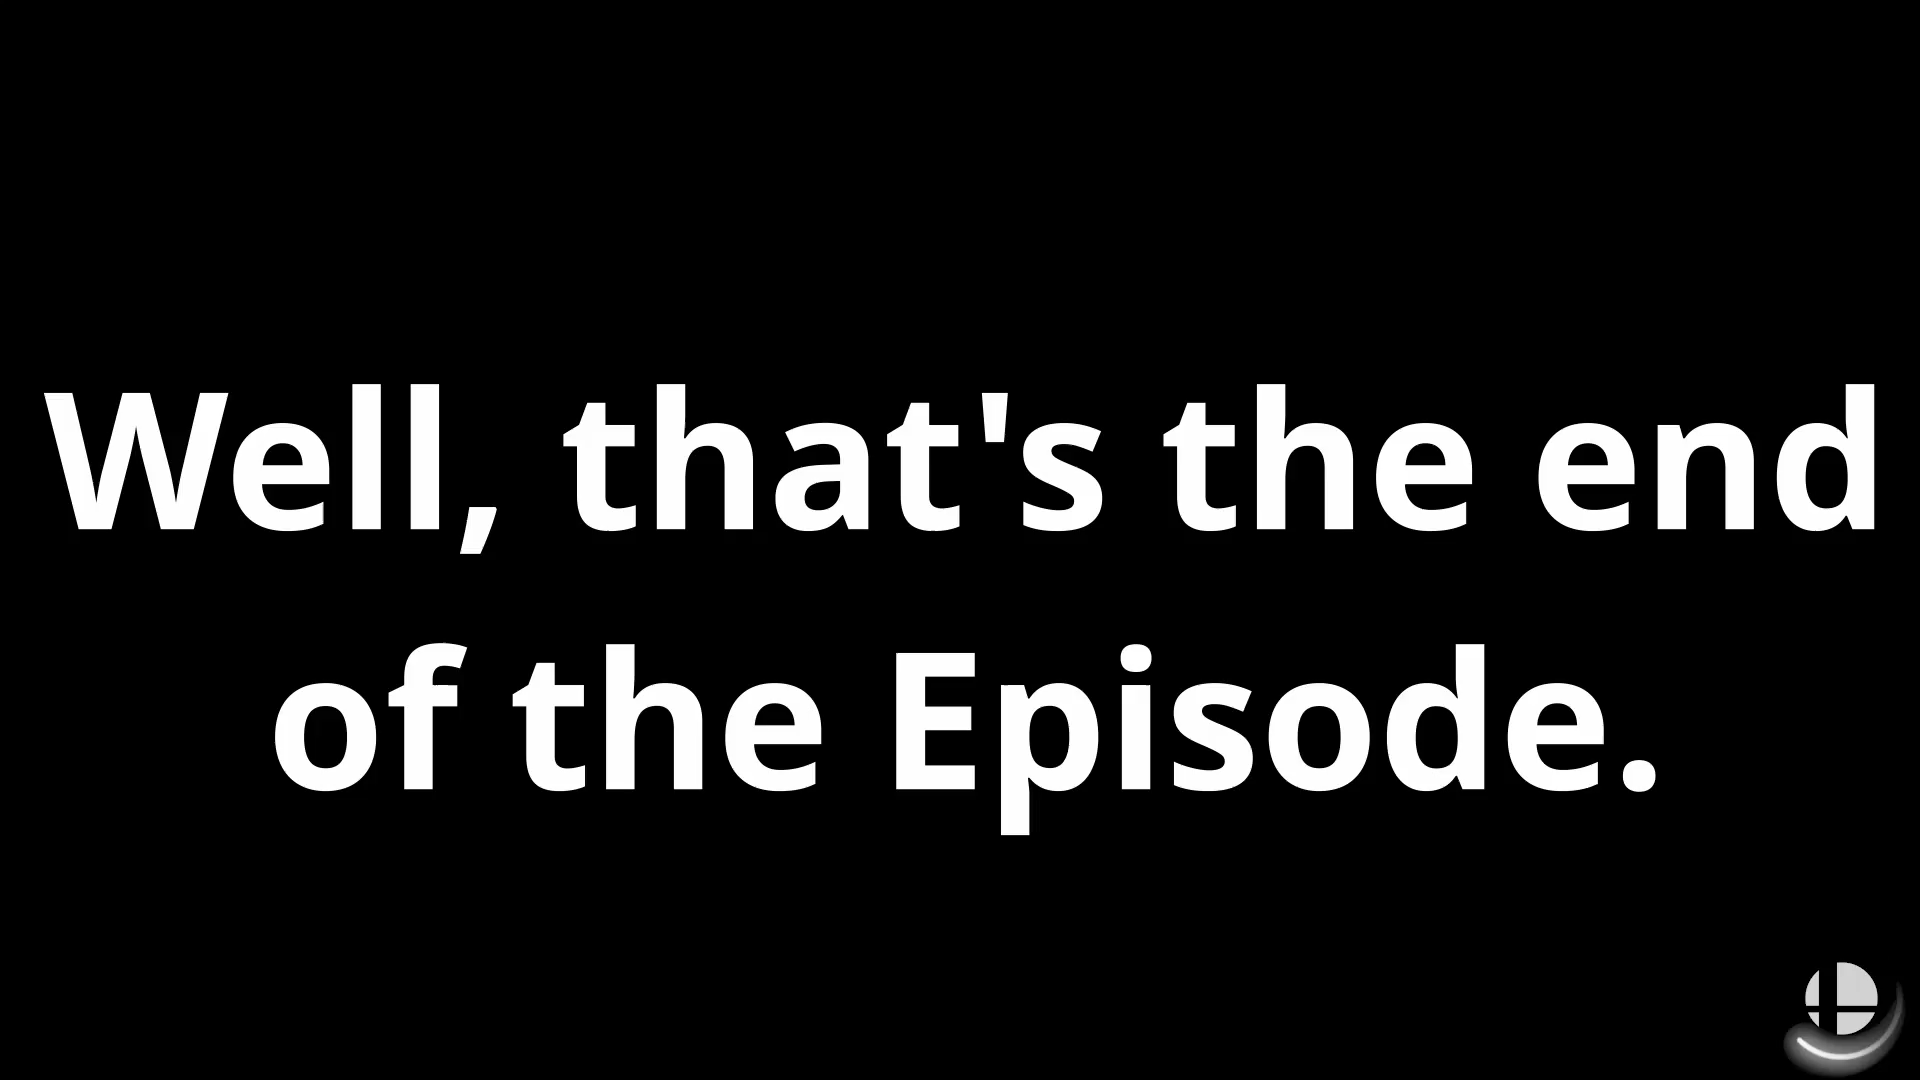 Well, that's the end
of the Episode.